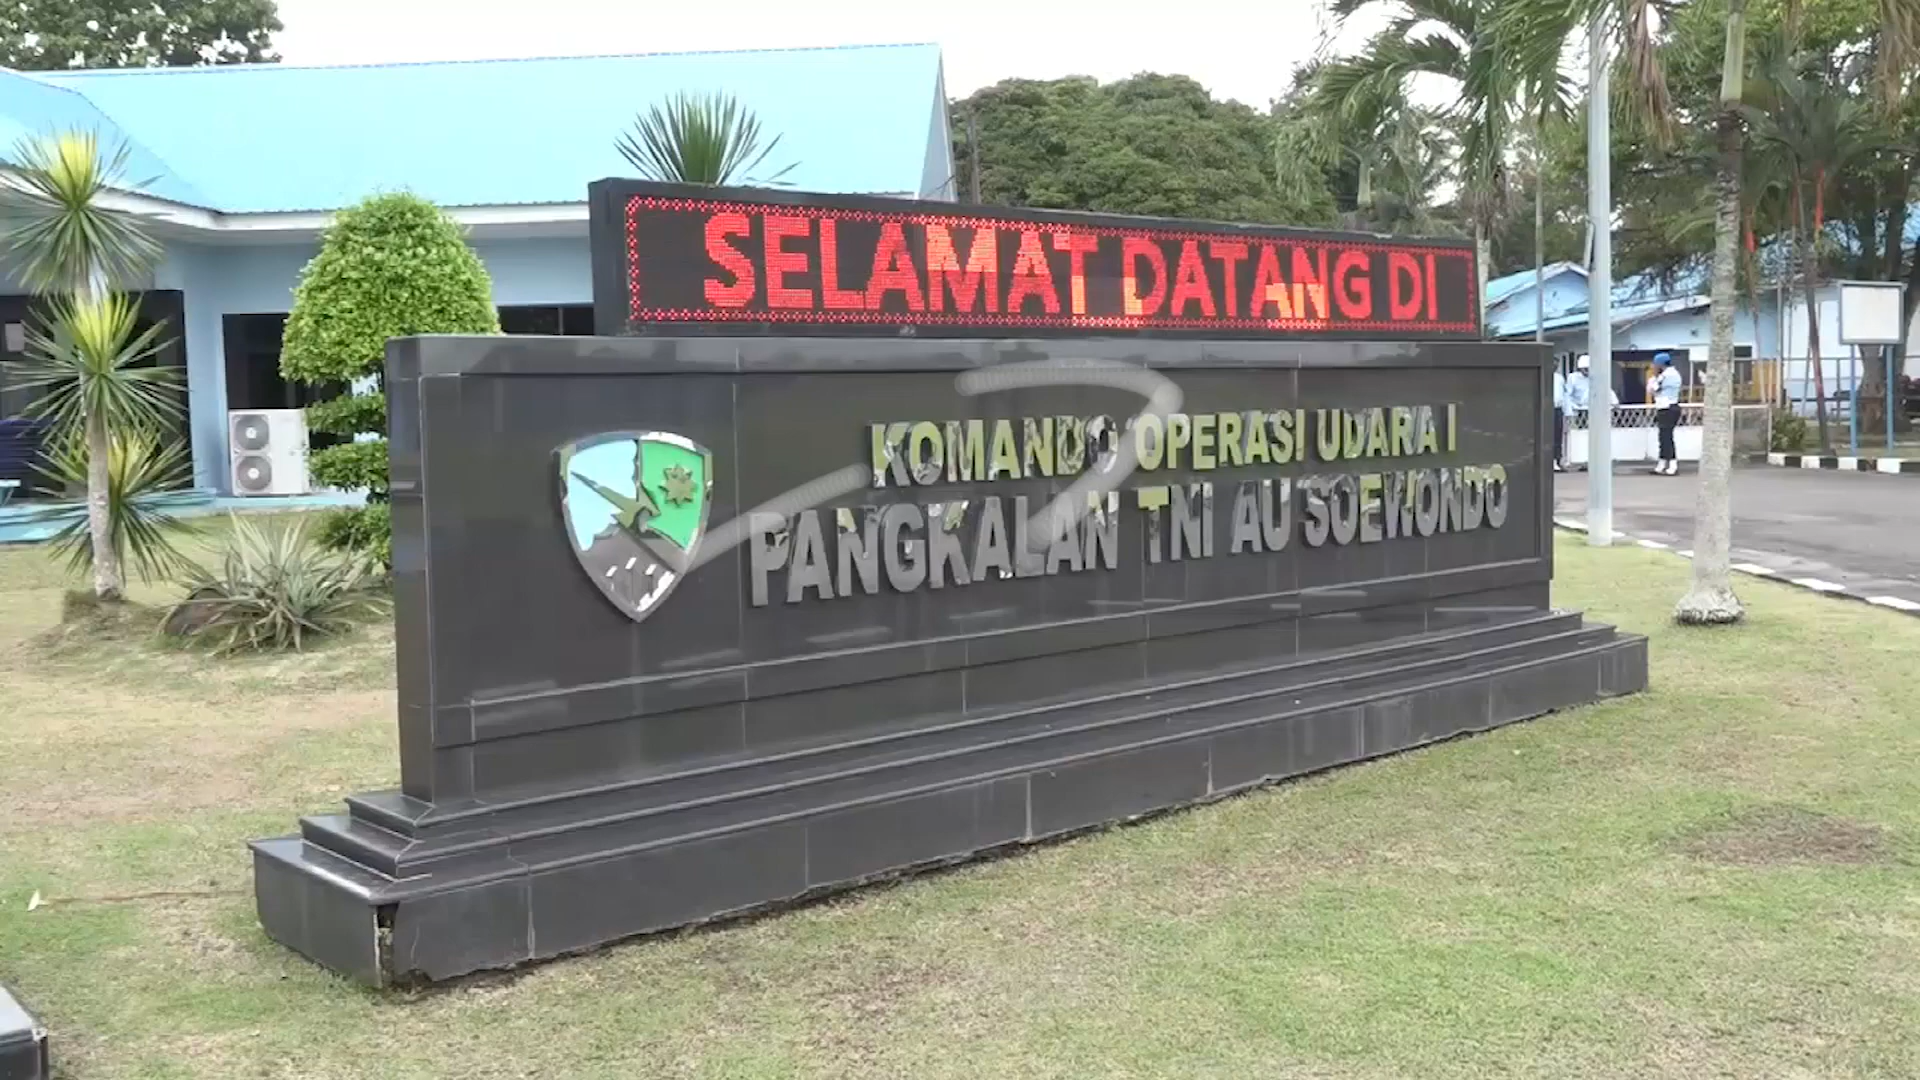 SELAMAT DATANG DI
KOMANDO OPERASI UDARA I
PANGKALAN TNI AU SOEWONDO